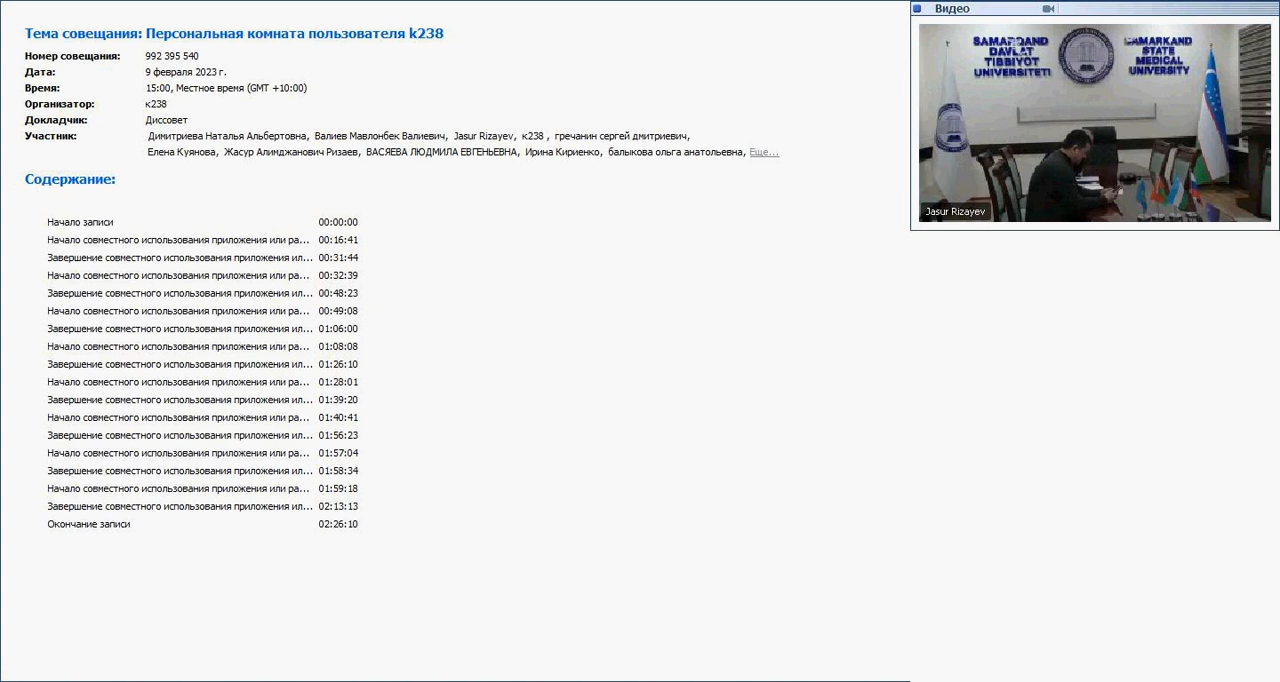 Тема совещания: Персональная комната пользователя k238
Номер совещания: 992 395 540
Дата: 9 февраля 2023 г.
Время: 15:00, Местное время (GMT +10:00)
Организатор: к238
Докладчик: Диссовет
Участник: Димитриева Наталья Альбертовна, Валиев Мавлонбек Валиевич, Jasur Rizayev, к238 , гречанин сергей дмитриевич,
Елена Куянова, Жасур Алимджанович Ризаев, ВАСЯЕВА ЛЮДМИЛА ЕВГЕНЬЕВНА, Ирина Кириенко, балыкова ольга анатольевна, Еще...
Содержание:
Начало записи 00:00:00
Начало совместного использования приложения или ра... 00:16:41
Завершение совместного использования приложения ил... 00:31:44
Начало совместного использования приложения или ра... 00:32:39
Завершение совместного использования приложения ил... 00:48:23
Начало совместного использования приложения или ра... 00:49:08
Завершение совместного использования приложения ил... 01:06:00
Начало совместного использования приложения или ра... 01:08:08
Завершение совместного использования приложения ил... 01:26:10
Начало совместного использования приложения или ра... 01:28:01
Завершение совместного использования приложения ил... 01:39:20
Начало совместного использования приложения или ра... 01:40:41
Завершение совместного использования приложения ил... 01:56:23
Начало совместного использования приложения или ра... 01:57:04
Завершение совместного использования приложения ил... 01:58:34
Начало совместного использования приложения или ра... 01:59:18
Завершение совместного использования приложения ил... 02:13:13
Окончание записи 02:26:10
Видео
SAMARQAND
DAVLAT
TIBBIYOT
UNIVERSITETI
SAMARKAND
STATE
MEDICAL
UNIVERSITY
Jasur Rizayev